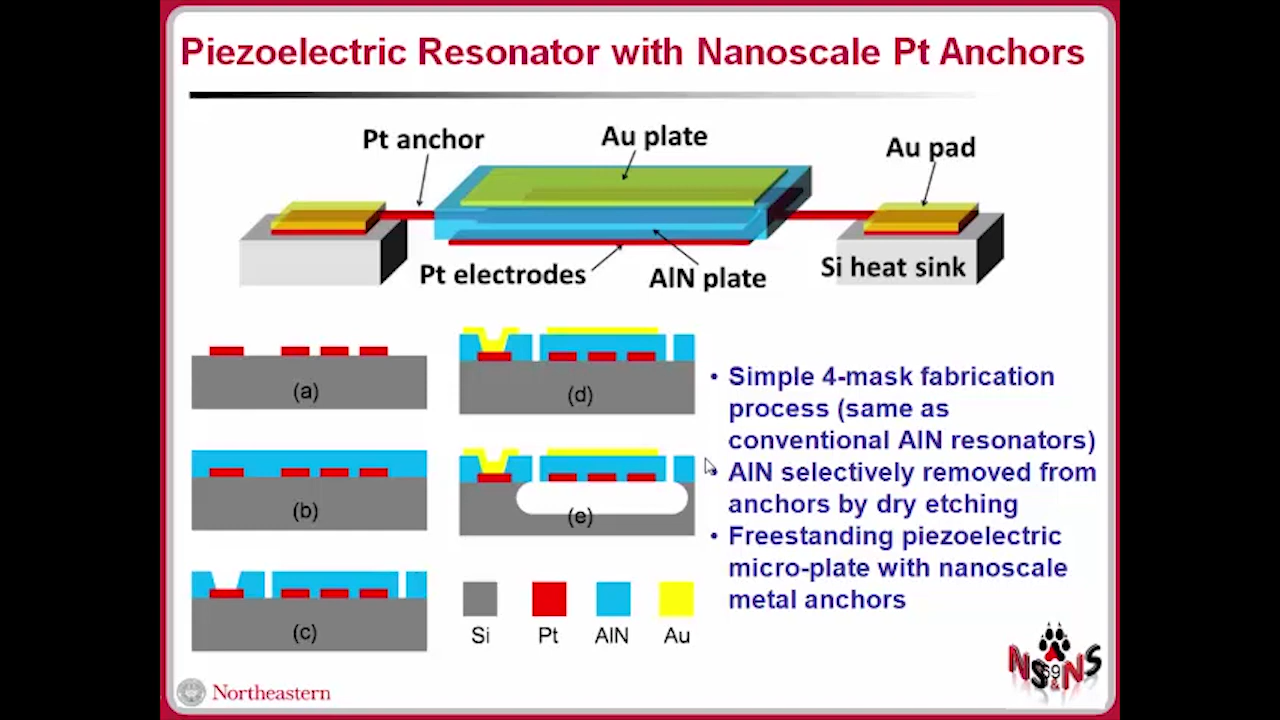 Piezoelectric Resonator with Nanoscale Pt Anchors
Pt anchor
Au plate
Au pad
Pt electrodes
AlN plate
Si heat sink
(a)
(b)
(c)
(d)
(e)
Si
Pt
AlN
Au
• Simple 4-mask fabrication
process (same as
conventional AlN resonators)
• AlN selectively removed from
anchors by dry etching
• Freestanding piezoelectric
micro-plate with nanoscale
metal anchors
Northeastern
NS&NS
69